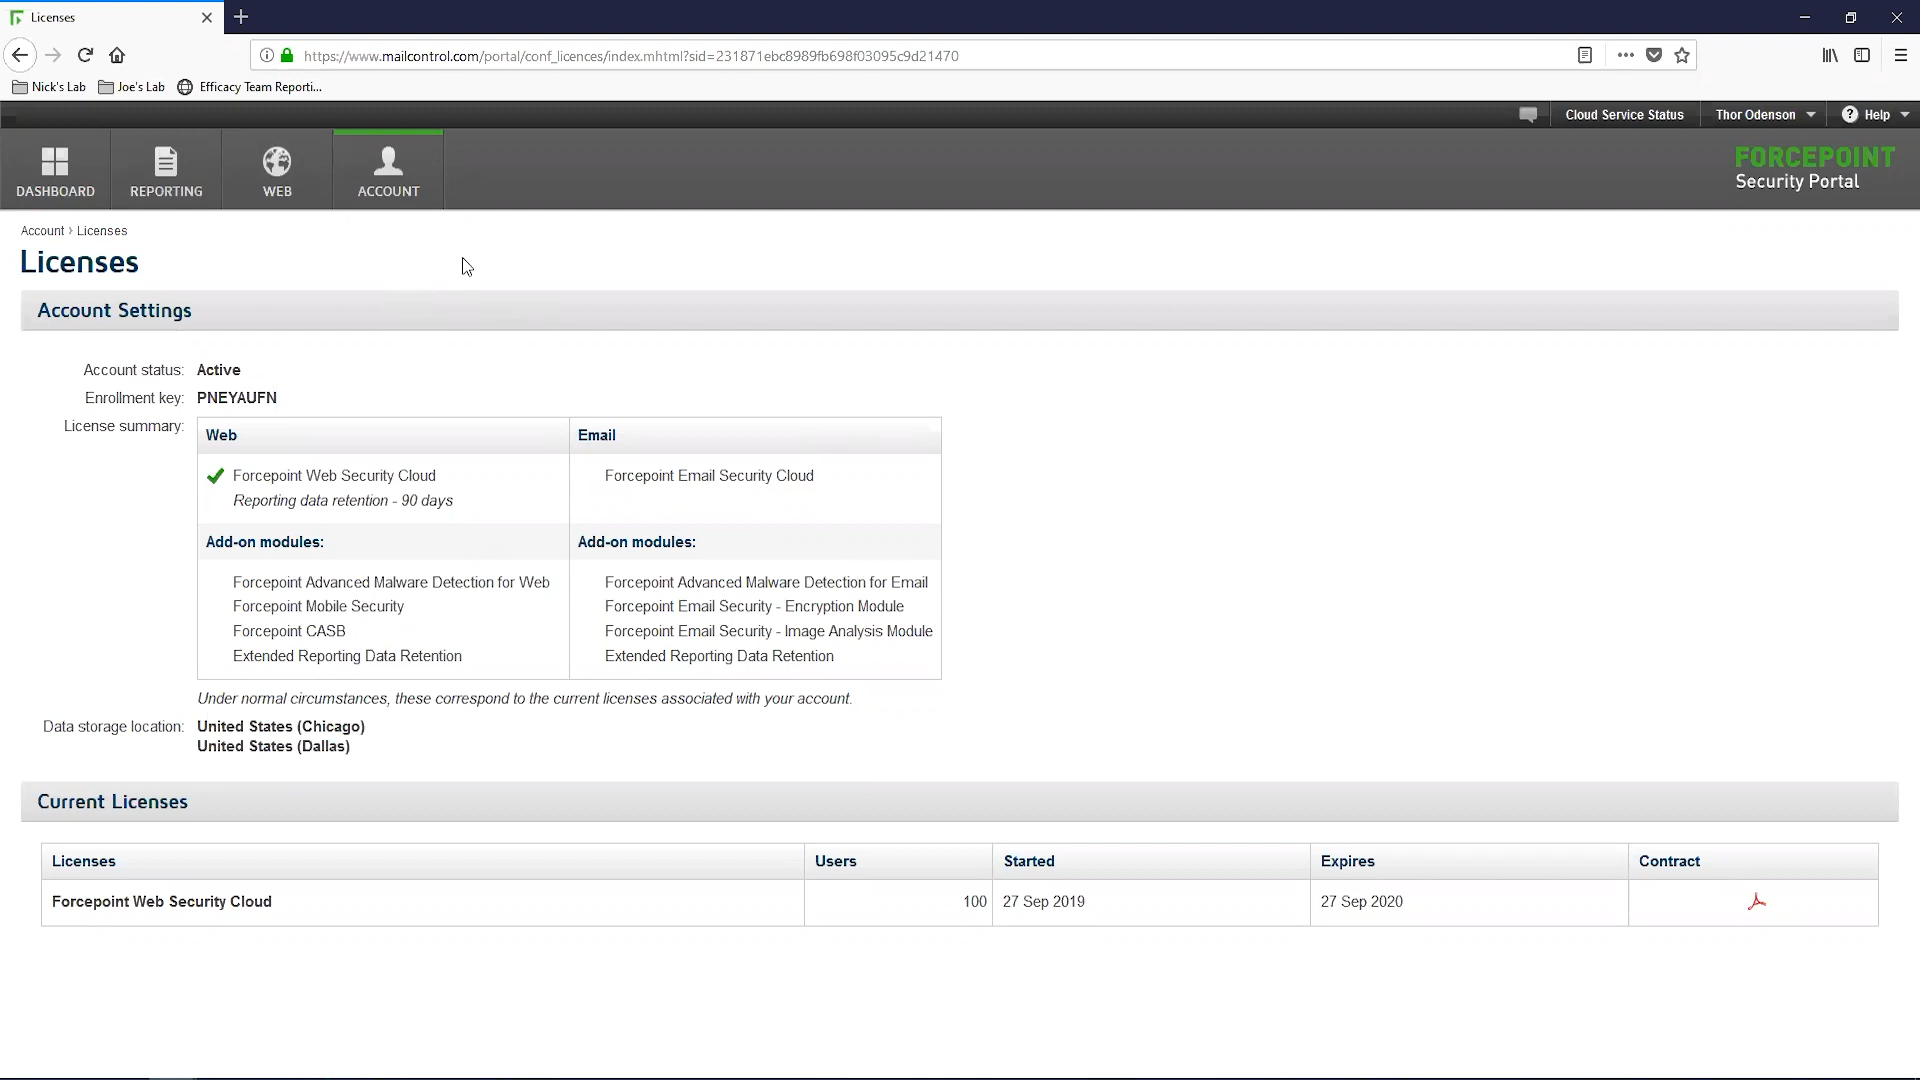 Licenses
https://www.mailcontrol.com/portal/conf_licences/index.mhtml?sid=231871ebc8989fb698f03095c9d21470
Nick's Lab Joe's Lab Efficacy Team Reporti...
Cloud Service Status Thor Odenson ? Help
DASHBOARD REPORTING WEB ACCOUNT
FORCEPOINT
Security Portal
Account › Licenses
Licenses
Account Settings
Account status: Active
Enrollment key: PNEYAUFN
License summary:
Web Email
Forcepoint Web Security Cloud Forcepoint Email Security Cloud
Reporting data retention - 90 days
Add-on modules: Add-on modules:
Forcepoint Advanced Malware Detection for Web Forcepoint Advanced Malware Detection for Email
Forcepoint Mobile Security Forcepoint Email Security - Encryption Module
Forcepoint CASB Forcepoint Email Security - Image Analysis Module
Extended Reporting Data Retention Extended Reporting Data Retention
Under normal circumstances, these correspond to the current licenses associated with your account.
Data storage location: United States (Chicago)
United States (Dallas)
Current Licenses
Licenses Users Started Expires Contract
Forcepoint Web Security Cloud 100 27 Sep 2019 27 Sep 2020